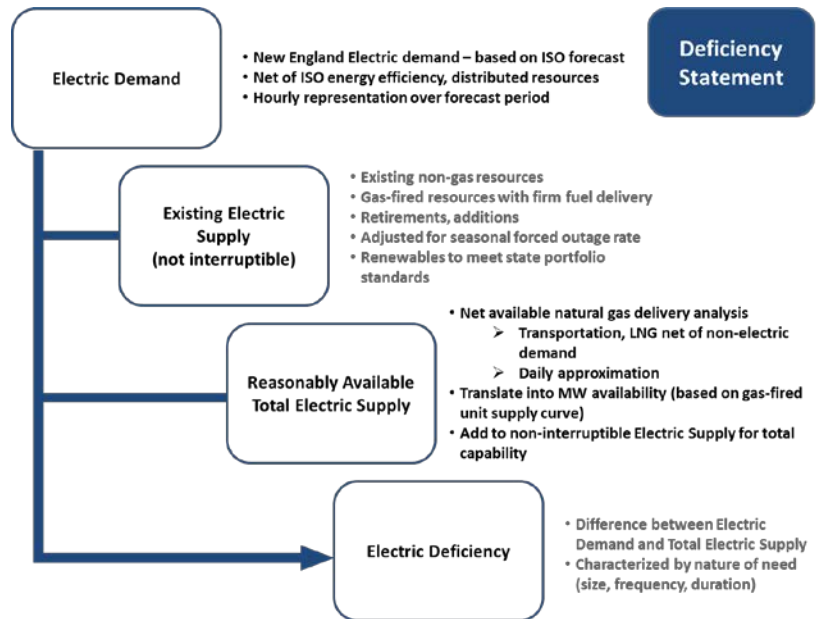 Electric Demand
• New England Electric demand – based on ISO forecast
• Net of ISO energy efficiency, distributed resources
• Hourly representation over forecast period
Deficiency
Statement
Existing Electric
Supply
(not interruptible)
• Existing non-gas resources
• Gas-fired resources with firm fuel delivery
• Retirements, additions
• Adjusted for seasonal forced outage rate
• Renewables to meet state portfolio
standards
Reasonably Available
Total Electric Supply
• Net available natural gas delivery analysis
➢ Transportation, LNG net of non-electric
demand
➢ Daily approximation
• Translate into MW availability (based on gas-fired
unit supply curve)
• Add to non-interruptible Electric Supply for total
capability
Electric Deficiency
• Difference between Electric
Demand and Total Electric Supply
• Characterized by nature of need
(size, frequency, duration)